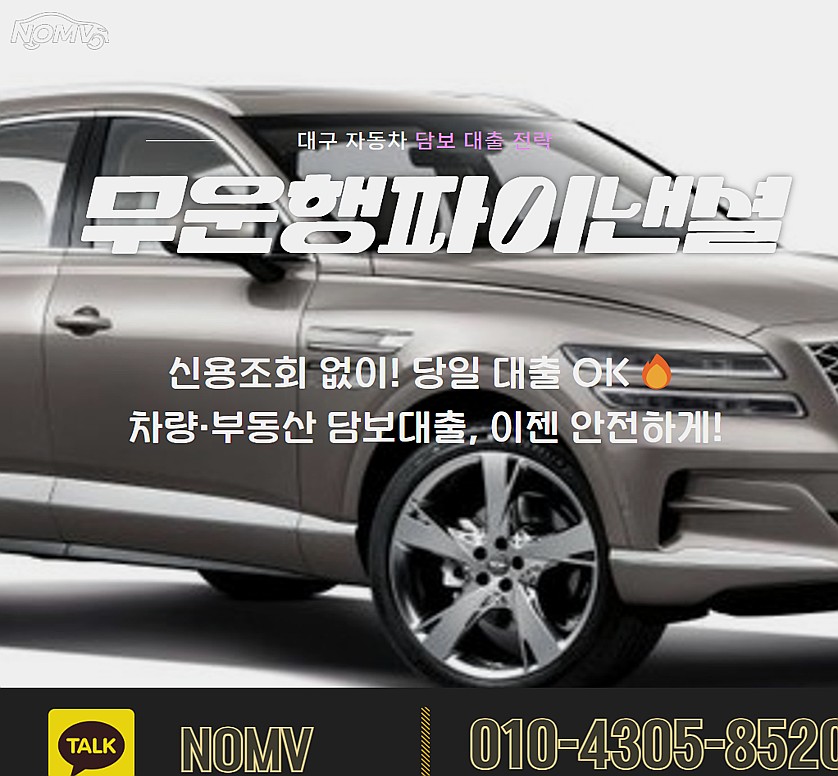 NOMV
대구 자동차 담보 대출 전략
무운행파이낸셜
신용조회 없이! 당일 대출 OK🔥
차량·부동산 담보대출, 이젠 안전하게!
TALK
NOMV
010-4305-8520